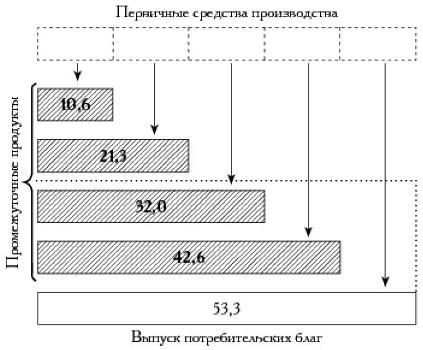 Первичные средства производства
Промежуточные продукты
10,6
21,3
32,0
42,6
53,3
Выпуск потребительских благ